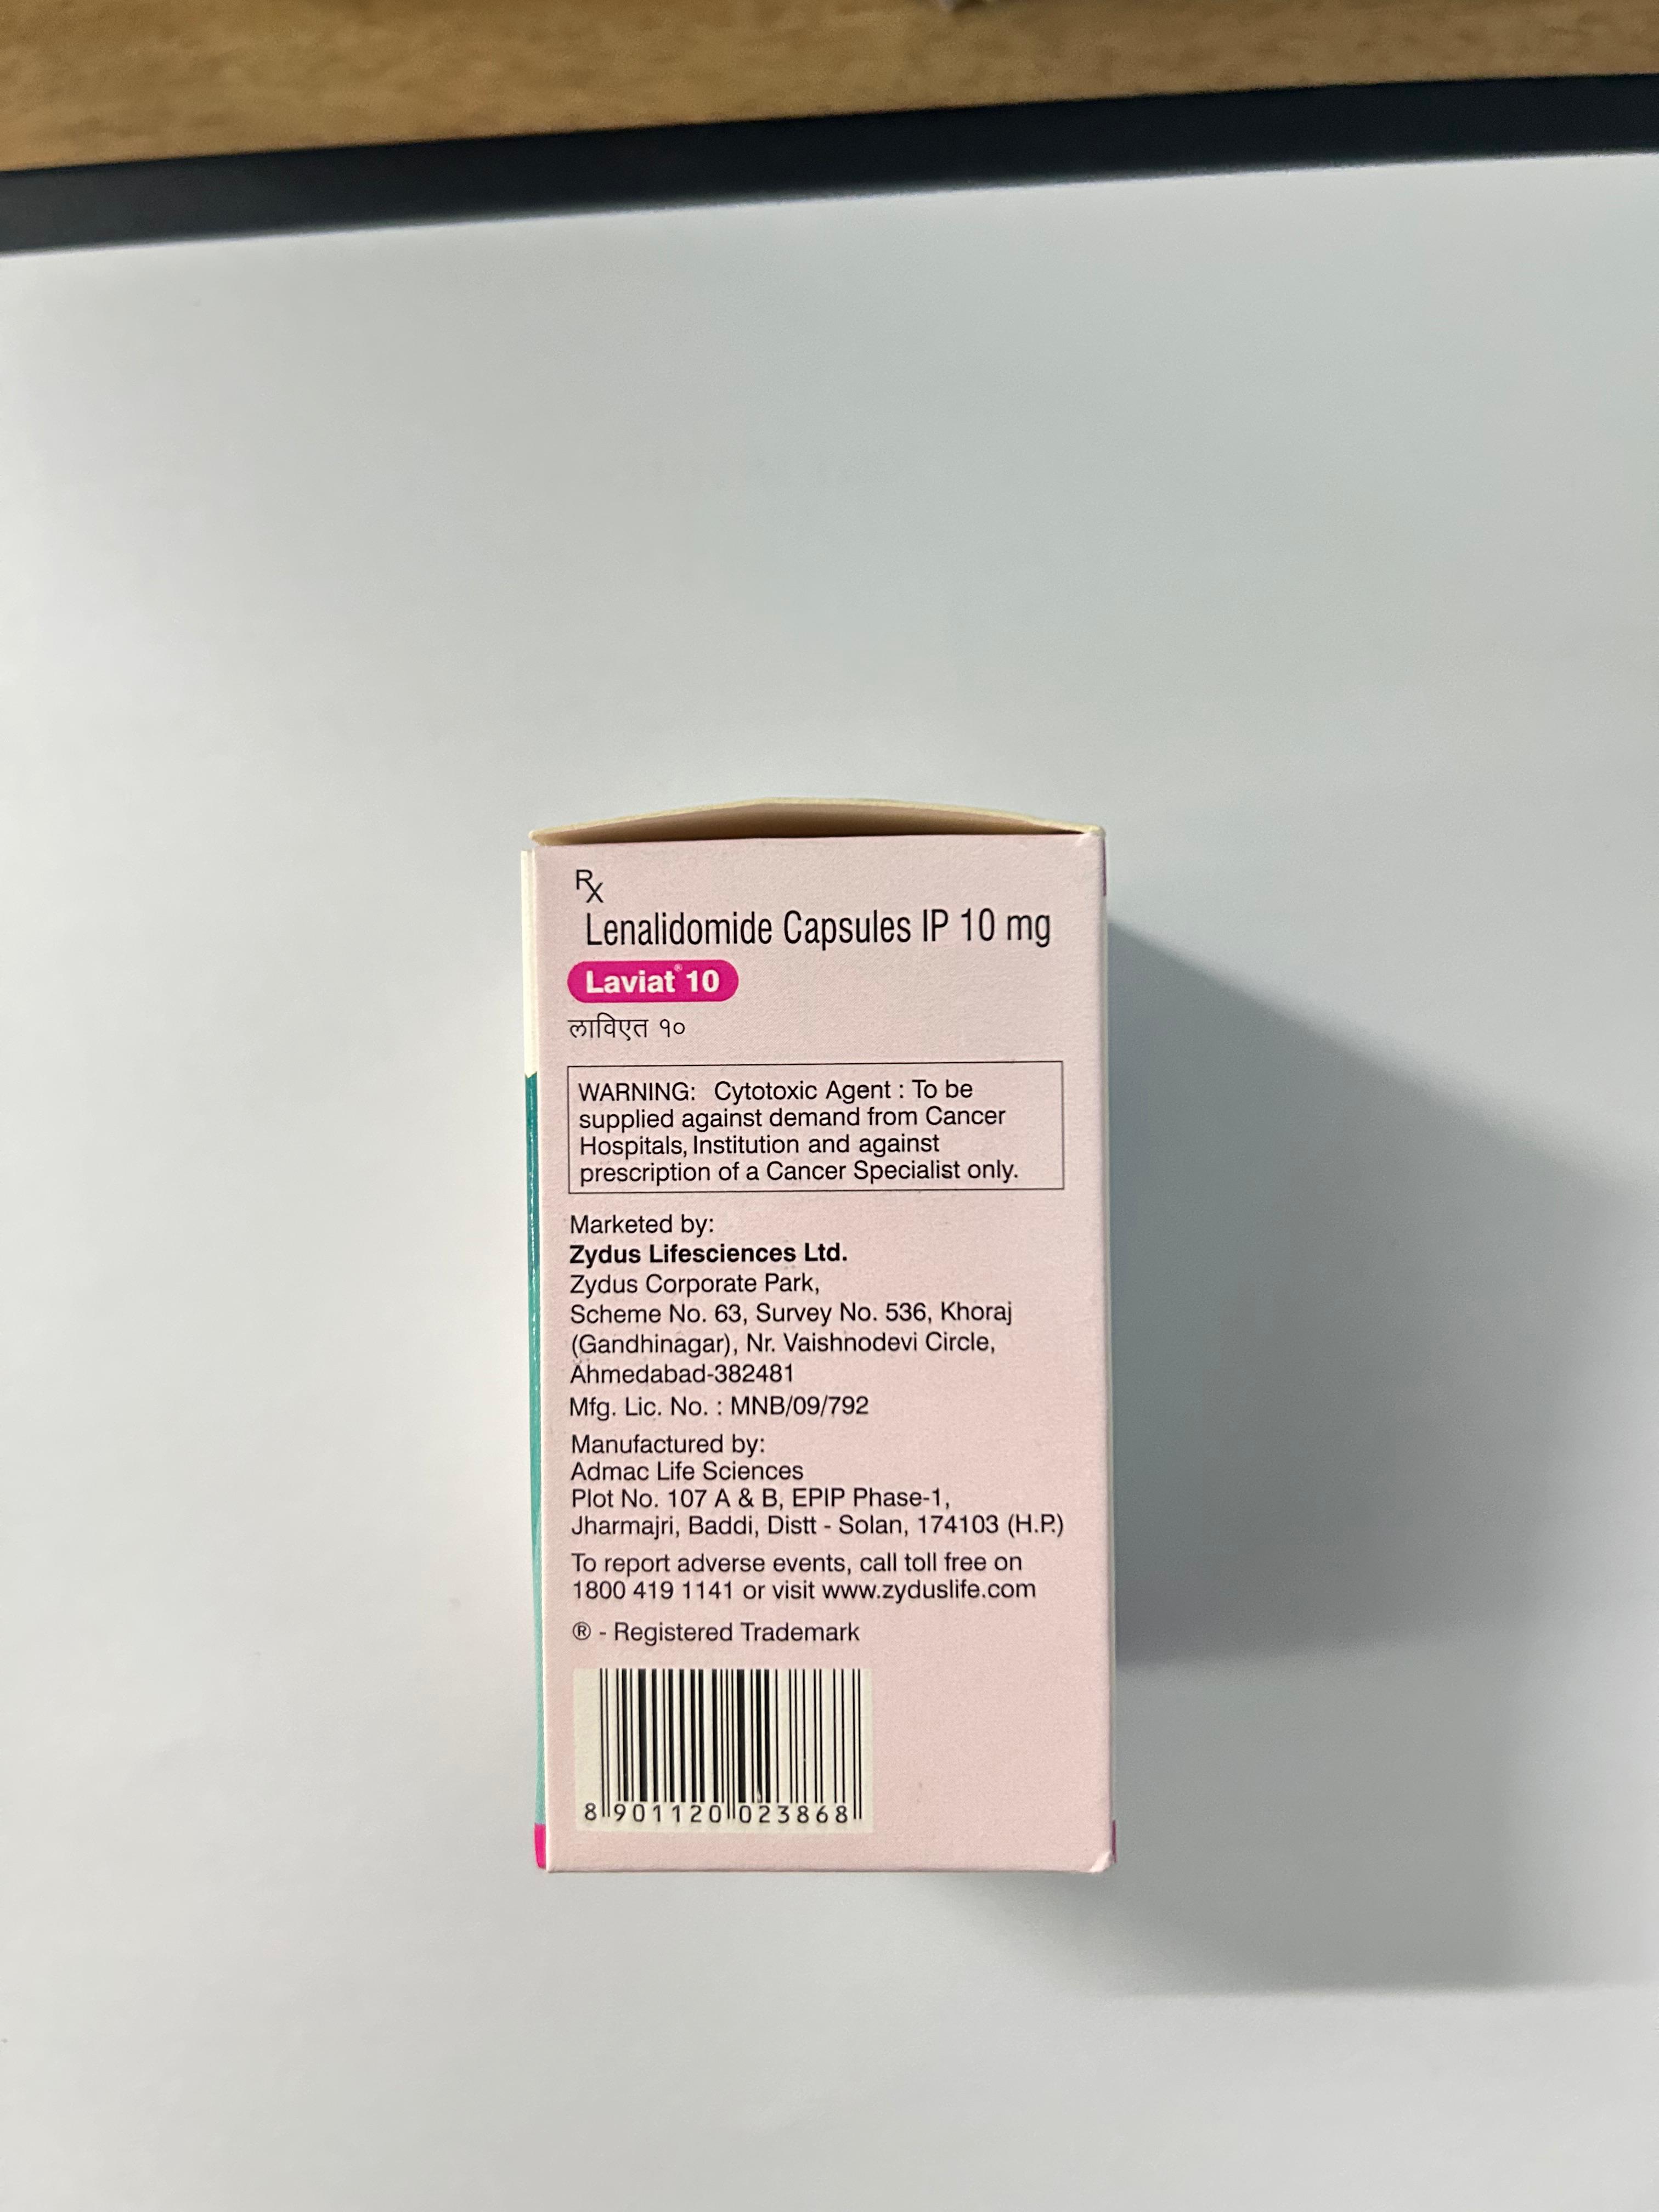 Rx
Lenalidomide Capsules IP 10 mg
Laviat® 10
लाविएत १०
WARNING: Cytotoxic Agent : To be
supplied against demand from Cancer
Hospitals, Institution and against
prescription of a Cancer Specialist only.
Marketed by:
Zydus Lifesciences Ltd.
Zydus Corporate Park,
Scheme No. 63, Survey No. 536, Khoraj
(Gandhinagar), Nr. Vaishnodevi Circle,
Ahmedabad-382481
Mfg. Lic. No. : MNB/09/792
Manufactured by:
Admac Life Sciences
Plot No. 107 A & B, EPIP Phase-1,
Jharmajri, Baddi, Distt - Solan, 174103 (H.P.)
To report adverse events, call toll free on
1800 419 1141 or visit www.zyduslife.com
® - Registered Trademark
8 901120 023868